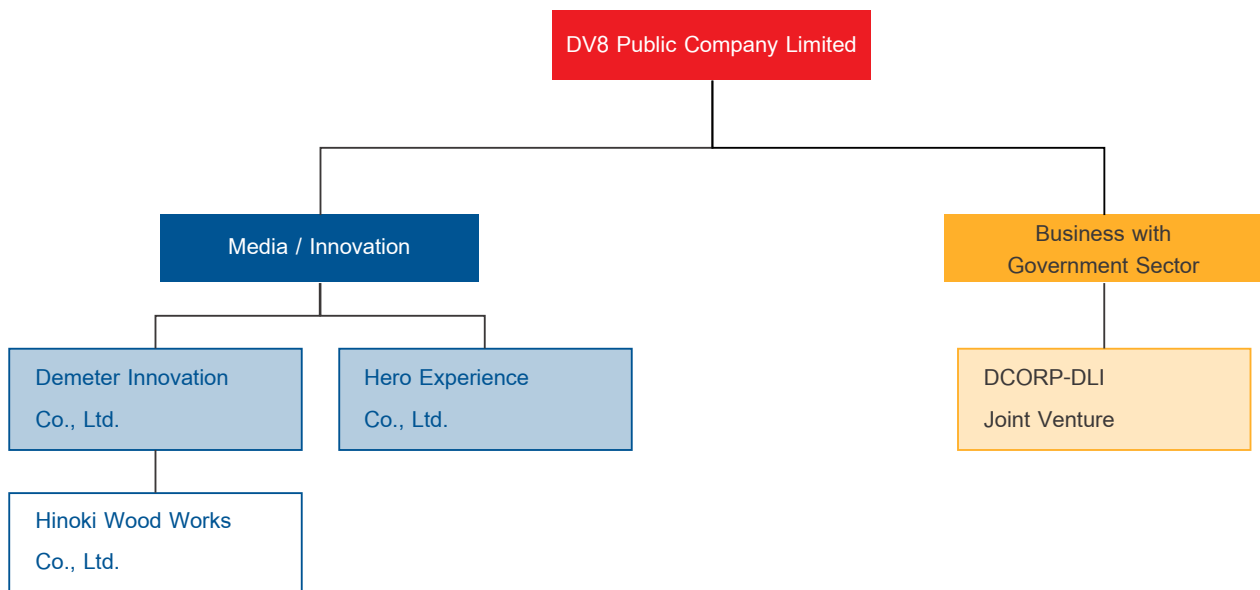 DV8 Public Company Limited
Media / Innovation
Business with
Government Sector
Demeter Innovation
Co., Ltd.
Hero Experience
Co., Ltd.
DCORP-DLI
Joint Venture
Hinoki Wood Works
Co., Ltd.